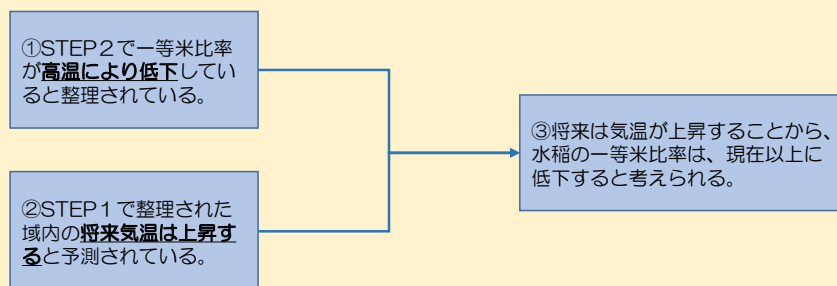 ①STEP2で一等米比率
が高温により低下してい
ると整理されている。
②STEP1で整理された
域内の将来気温は上昇す
ると予測されている。
③将来は気温が上昇することから、
水稲の一等米比率は、現在以上に
低下すると考えられる。